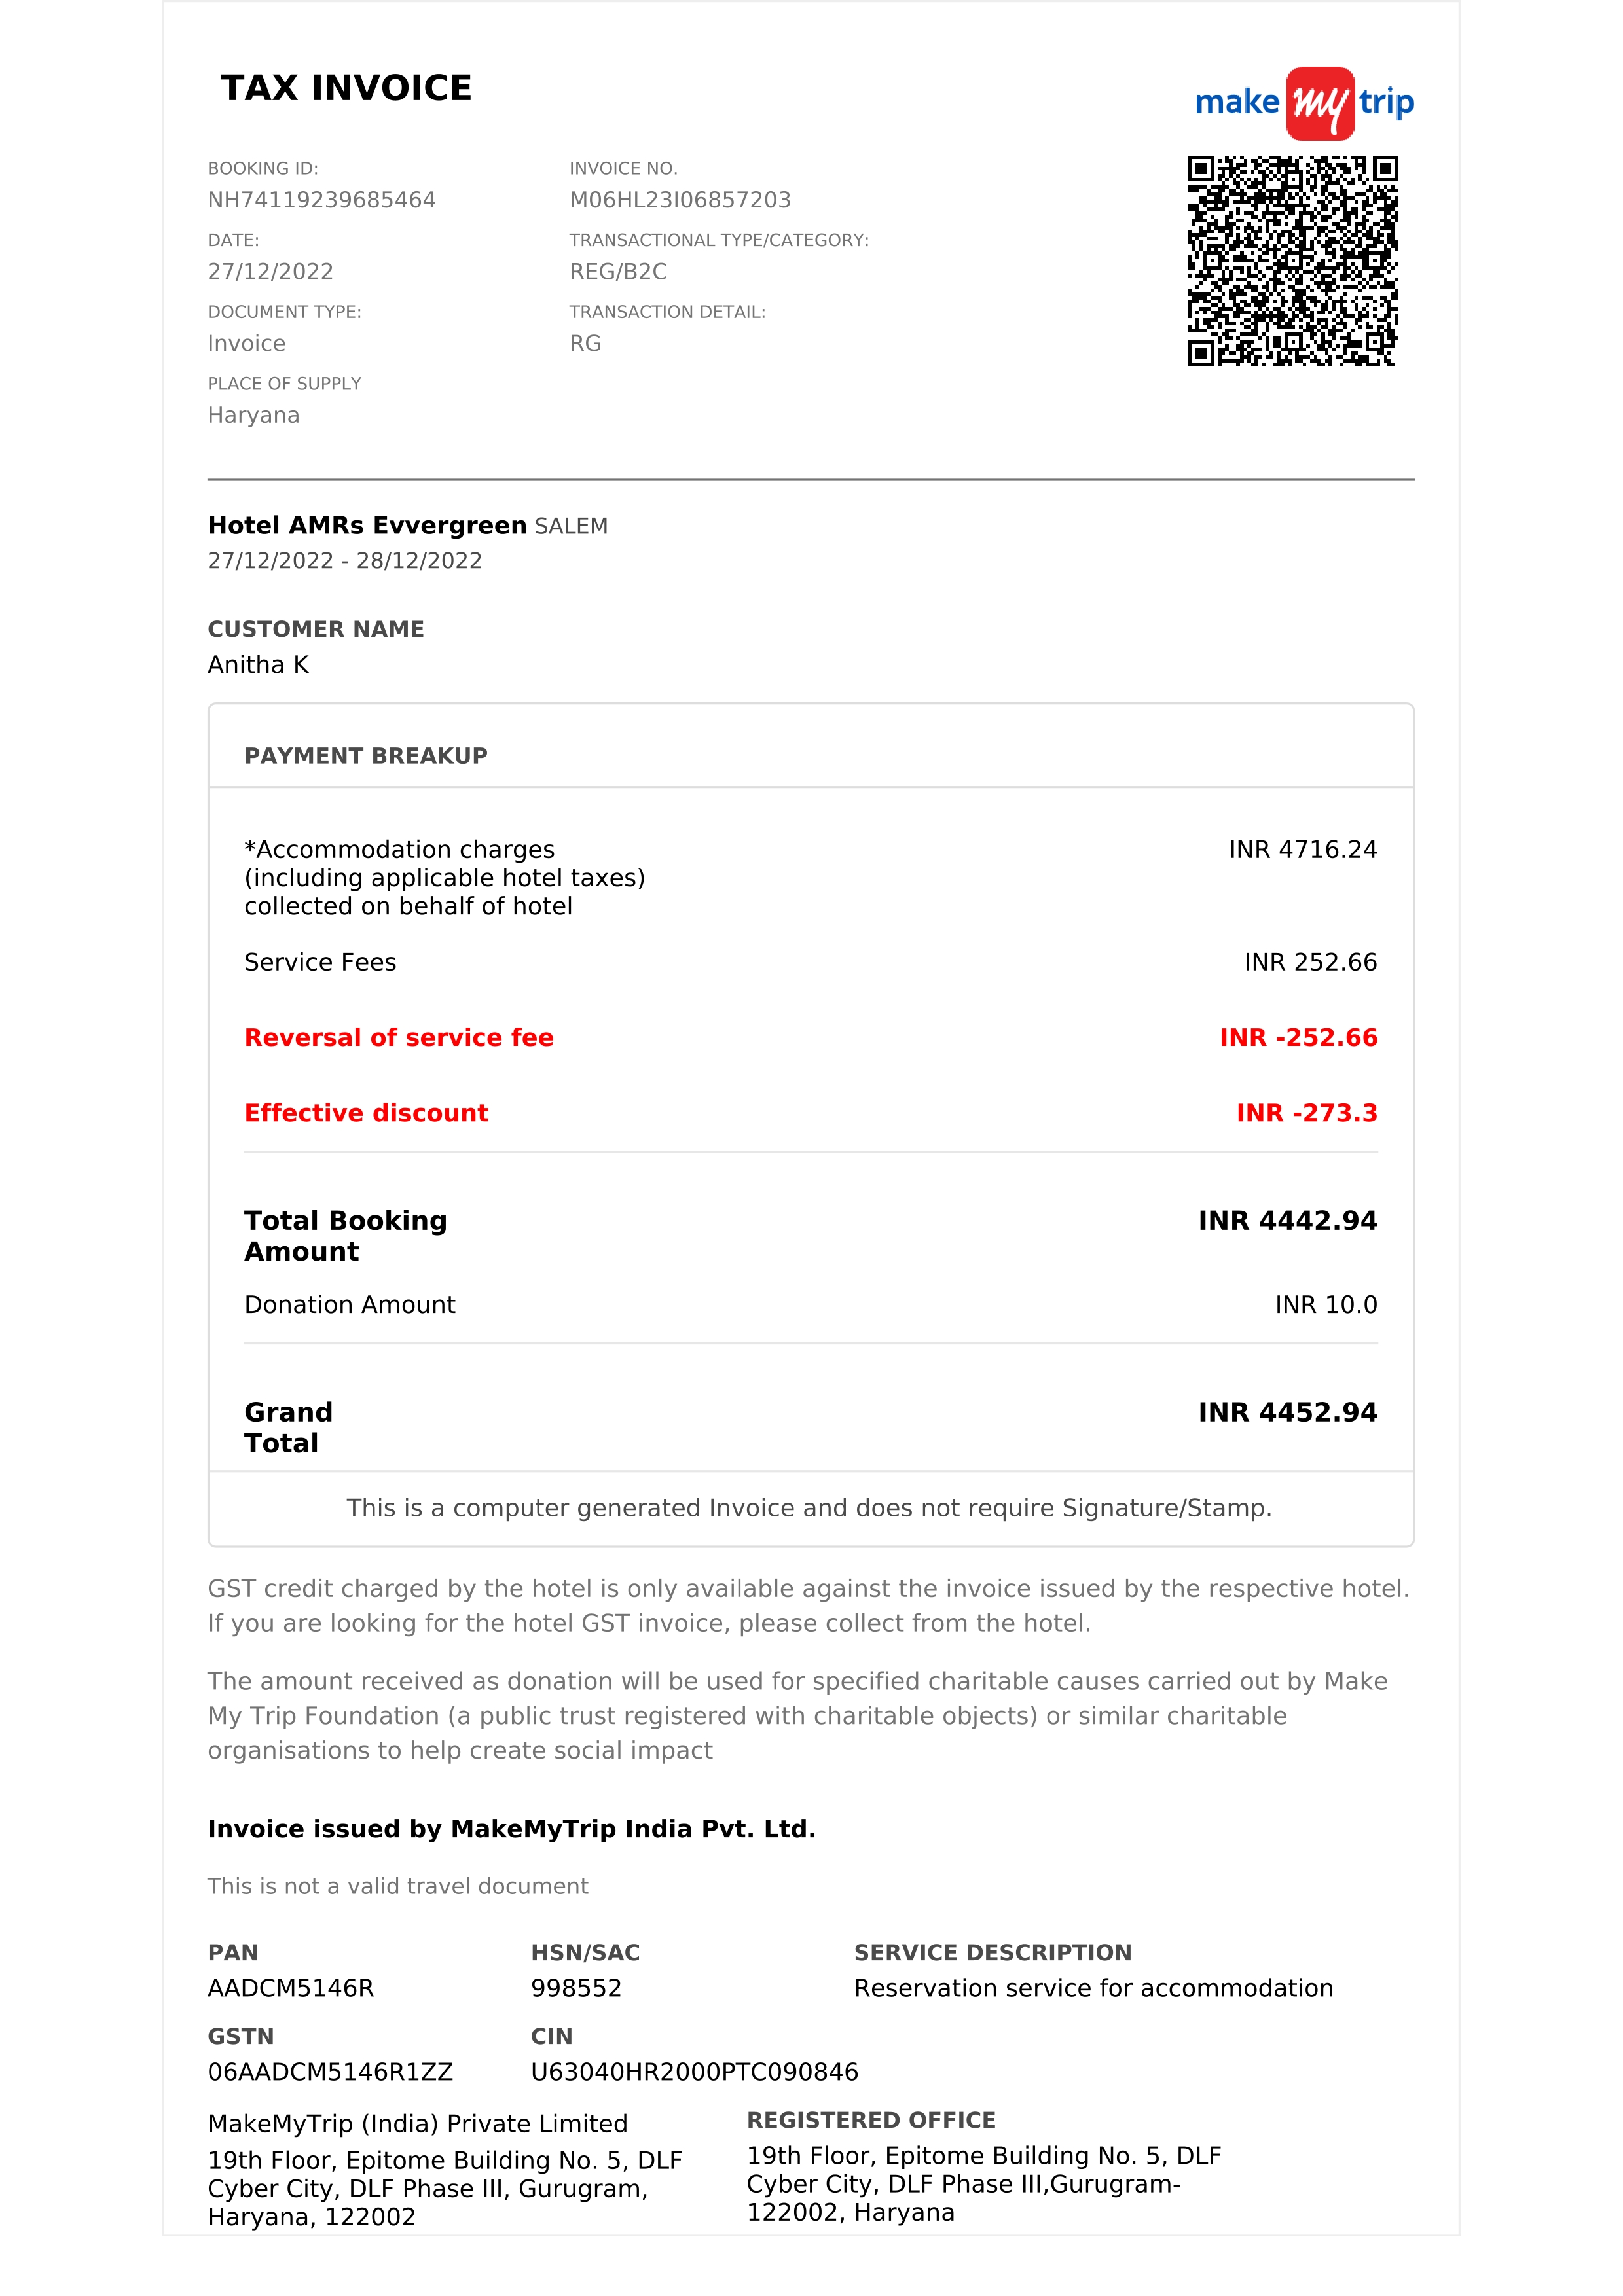 TAX INVOICE
make my trip
BOOKING ID:
NH74119239685464
INVOICE NO.
M06HL23I06857203
DATE:
27/12/2022
TRANSACTIONAL TYPE/CATEGORY:
REG/B2C
DOCUMENT TYPE:
Invoice
TRANSACTION DETAIL:
RG
PLACE OF SUPPLY
Haryana
Hotel AMRs Evvergreen SALEM
27/12/2022 - 28/12/2022
CUSTOMER NAME
Anitha K
PAYMENT BREAKUP
*Accommodation charges INR 4716.24
(including applicable hotel taxes)
collected on behalf of hotel
Service Fees INR 252.66
Reversal of service fee INR -252.66
Effective discount INR -273.3
Total Booking INR 4442.94
Amount
Donation Amount INR 10.0
Grand INR 4452.94
Total
This is a computer generated Invoice and does not require Signature/Stamp.
GST credit charged by the hotel is only available against the invoice issued by the respective hotel.
If you are looking for the hotel GST invoice, please collect from the hotel.
The amount received as donation will be used for specified charitable causes carried out by Make
My Trip Foundation (a public trust registered with charitable objects) or similar charitable
organisations to help create social impact
Invoice issued by MakeMyTrip India Pvt. Ltd.
This is not a valid travel document
PAN
AADCM5146R
HSN/SAC
998552
SERVICE DESCRIPTION
Reservation service for accommodation
GSTN
06AADCM5146R1ZZ
CIN
U63040HR2000PTC090846
MakeMyTrip (India) Private Limited
19th Floor, Epitome Building No. 5, DLF
Cyber City, DLF Phase III, Gurugram,
Haryana, 122002
REGISTERED OFFICE
19th Floor, Epitome Building No. 5, DLF
Cyber City, DLF Phase III,Gurugram-
122002, Haryana